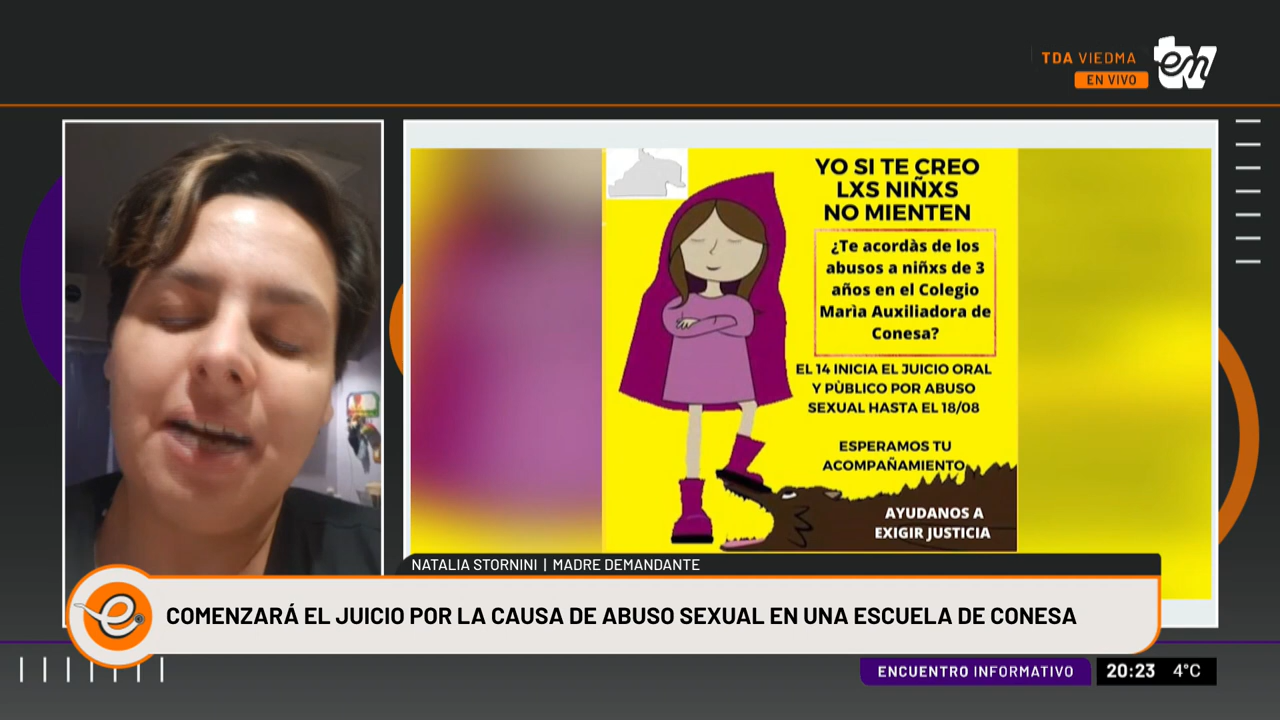 TDA VIEDMA
EN VIVO
em
YO SI TE CREO
LXS NIÑXS
NO MIENTEN
¿Te acordàs de los
abusos a niñxs de 3
años en el Colegio
Marìa Auxiliadora de
Conesa?
EL 14 INICIA EL JUICIO ORAL
Y PÙBLICO POR ABUSO
SEXUAL HASTA EL 18/08
ESPERAMOS TU
ACOMPAÑAMIENTO
AYUDANOS A
EXIGIR JUSTICIA
NATALIA STORNINI | MADRE DEMANDANTE
e
COMENZARÁ EL JUICIO POR LA CAUSA DE ABUSO SEXUAL EN UNA ESCUELA DE CONESA
ENCUENTRO INFORMATIVO
20:23 4°C